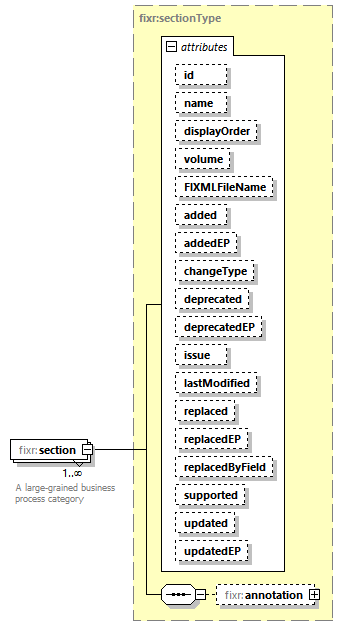 fixr:sectionType
attributes
id
name
displayOrder
volume
FIXMLFileName
added
addedEP
changeType
deprecated
deprecatedEP
issue
lastModified
replaced
replacedEP
replacedByField
supported
updated
updatedEP
fixr:section
1..∞
A large-grained business
process category
fixr:annotation